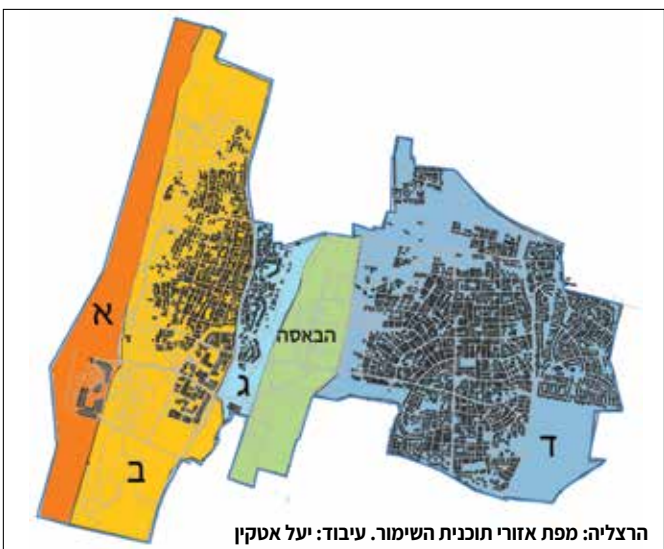 א
הבאסה
ג
ב
ד
הרצליה: מפת אזורי תוכנית השימור. עיבוד: יעל אטקין